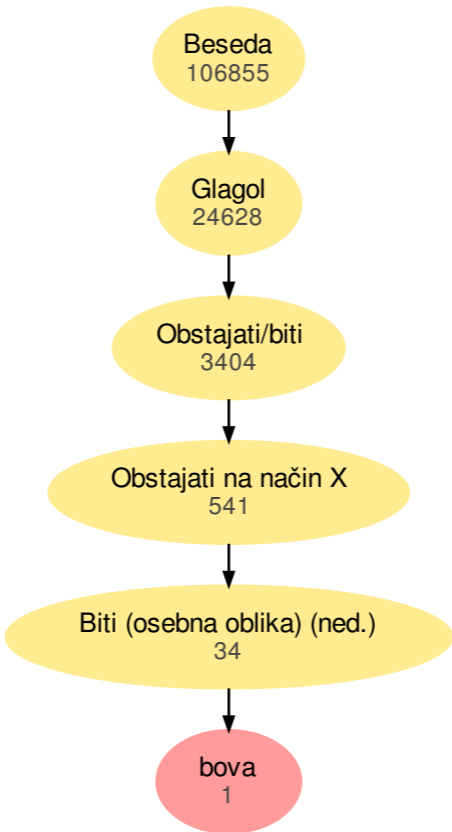 Beseda
106855
Glagol
24628
Obstajati/biti
3404
Obstajati na način X
541
Biti (osebna oblika) (ned.)
34
bova
1